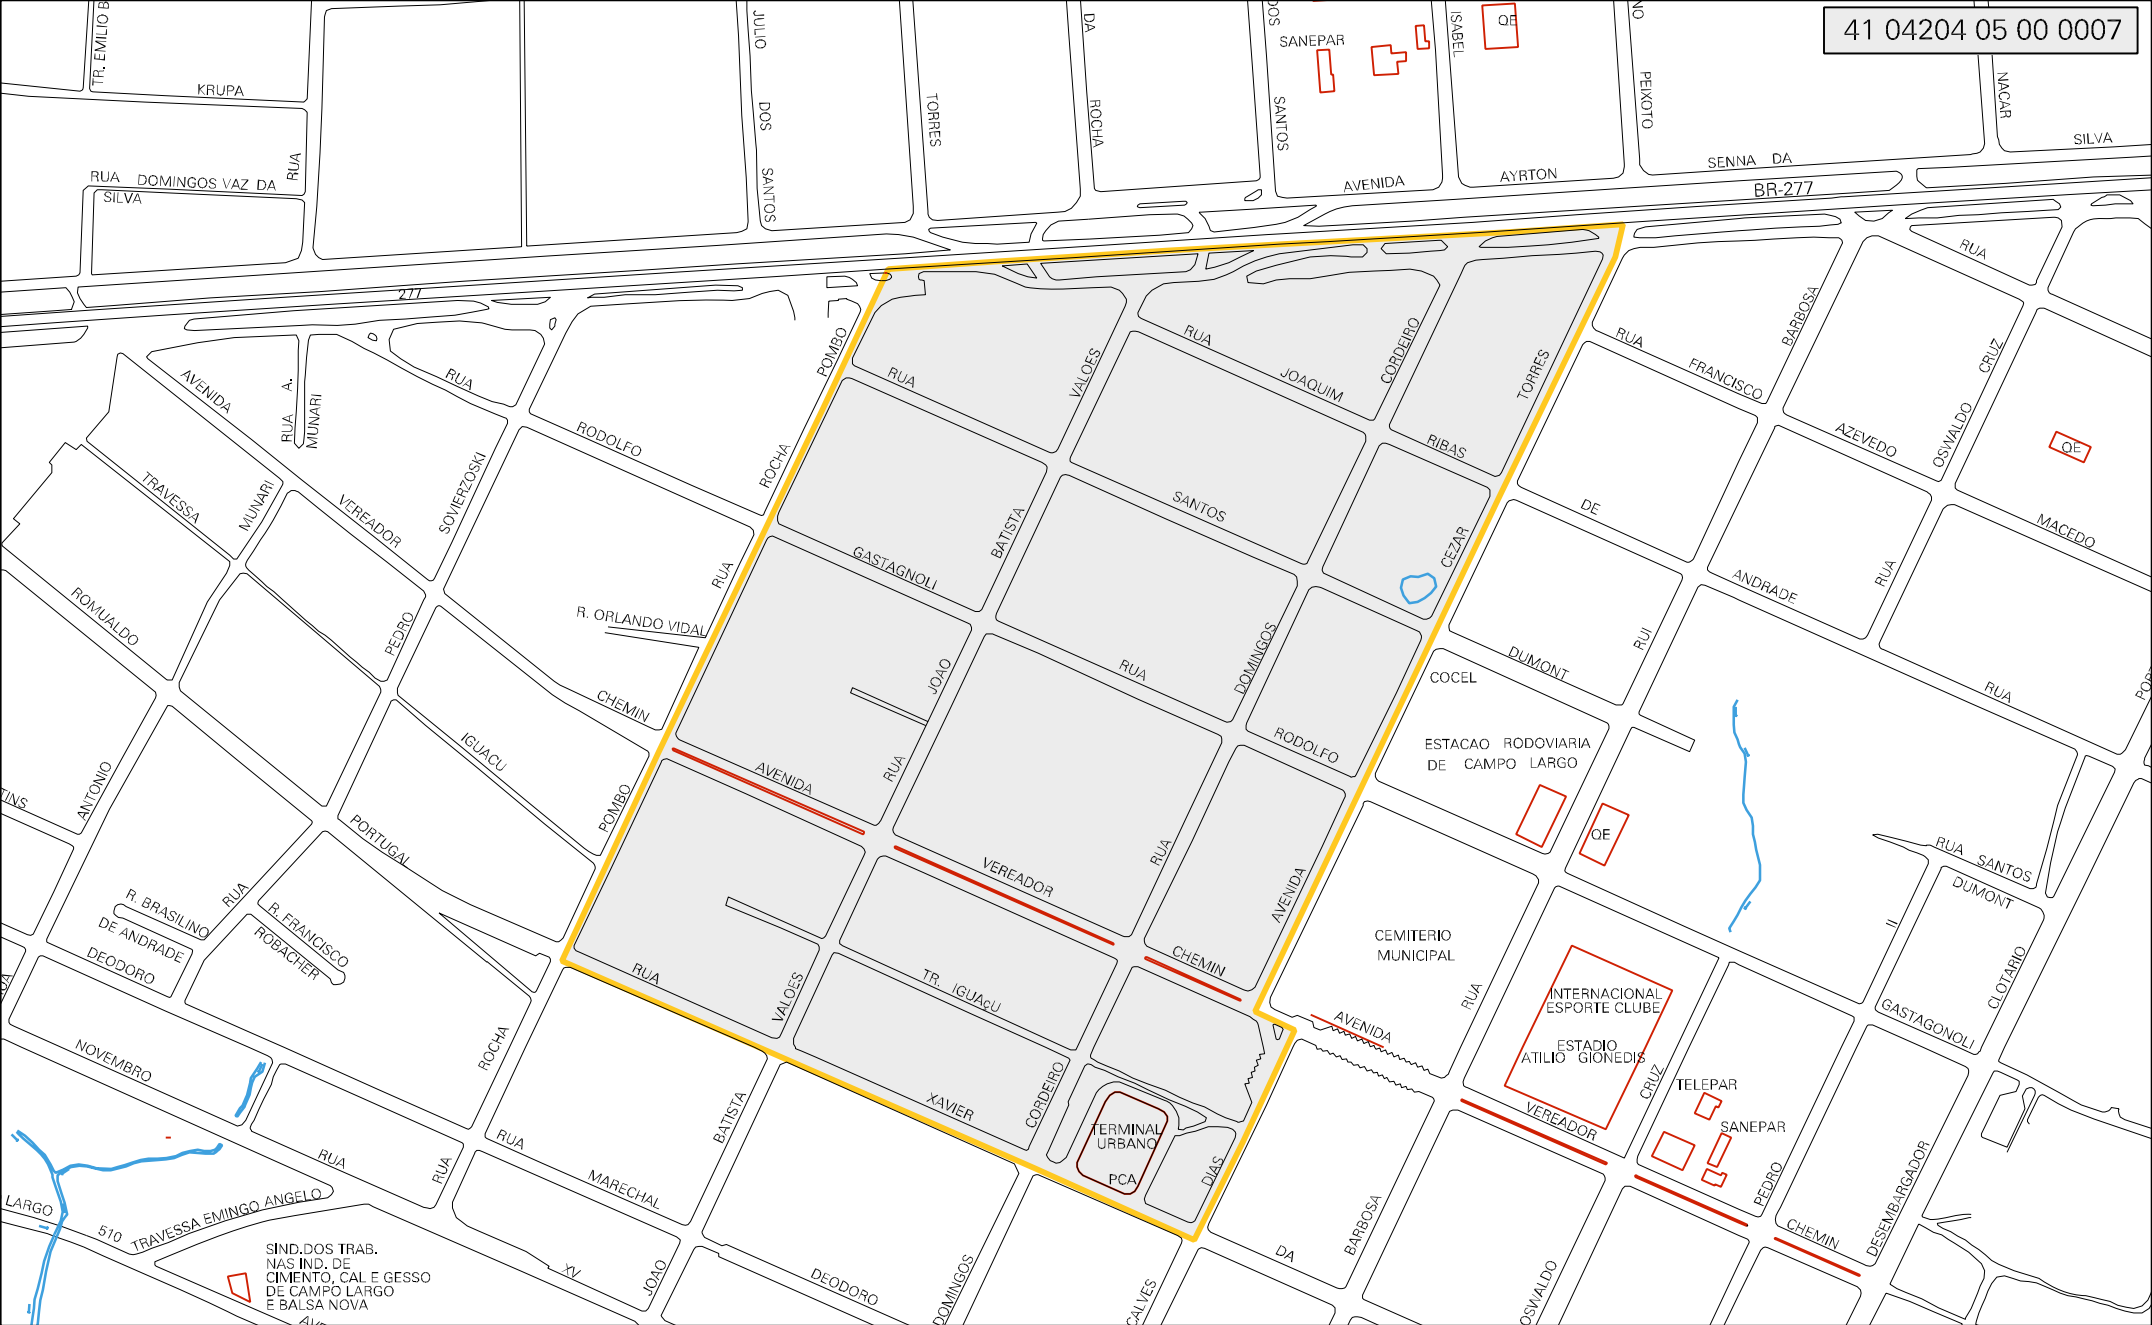 41 04204 05 00 0007
TR. EMILIO B
KRUPA
RUA
RUA DOMINGOS VAZ DA
SILVA
JULIO
DOS
SANTOS
TORRES
DA
ROCHA
DOS
SANTOS
SANEPAR
ISABEL
QE
NO
PEIXOTO
NACAR
SILVA
SENNA DA
AYRTON
AVENIDA
BR-277
277
RUA
RUA
AVENIDA
RUA A.
MUNARI
RODOLFO
POMBO
ROCHA
RUA
RUA
VALOES
RUA
JOAQUIM
CORDEIRO
RIBAS
TORRES
RUA
FRANCISCO
BARBOSA
CRUZ
OSWALDO
AZEVEDO
QE
MACEDO
TRAVESSA
MUNARI
VEREADOR
SOVIERZOSKI
BATISTA
SANTOS
CEZAR
DE
ANDRADE
RUA
ROMUALDO
PEDRO
R. ORLANDO VIDAL
GASTAGNOLI
JOAO
RUA
DOMINGOS
DUMONT
RUI
RUA
COCEL
ESTACAO RODOVIARIA
DE CAMPO LARGO
CHEMIN
IGUACU
RODOLFO
AVENIDA
RUA
ANTONIO
TINS
POMBO
PORTUGAL
VEREADOR
RUA
AVENIDA
QE
RUA SANTOS
DUMONT
R. BRASILINO
DE ANDRADE
RUA
R. FRANCISCO
ROBACHER
DEODORO
CEMITERIO
MUNICIPAL
II
CLOTARIO
RUA
VALOES
TR. IGUAçU
CHEMIN
AVENIDA
RUA
INTERNACIONAL
ESPORTE CLUBE
ESTADIO
ATILIO GIONEDIS
GASTAGONOLI
NOVEMBRO
ROCHA
BATISTA
XAVIER
CORDEIRO
TERMINAL
URBANO
PCA
DIAS
VEREADOR
CRUZ
TELEPAR
SANEPAR
RUA
RUA
RUA
MARECHAL
PEDRO
DESEMBARGADOR
CHEMIN
LARGO
510
TRAVESSA EMINGO ANGELO
SIND.DOS TRAB.
NAS IND. DE
CIMENTO, CAL E GESSO
DE CAMPO LARGO
E BALSA NOVA
XV
JOAO
DEODORO
DOMINGOS
CALVES
DA
BARBOSA
OSWALDO